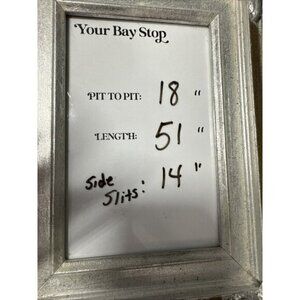 Your Bay Stop
PIT TO PIT: 18 "
LENGTH: 51 "
Side Slits: 14 "